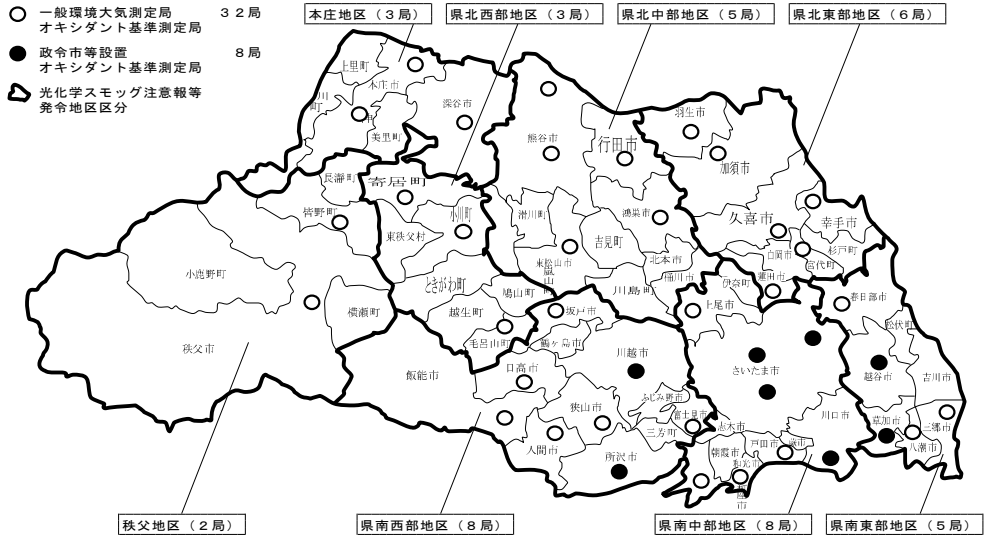 一般環境大気測定局 32局
オキシダント基準測定局
政令市等設置 8局
オキシダント基準測定局
光化学スモッグ注意報等
発令地区区分
本庄地区（3局）
県北西部地区（3局）
県北中部地区（5局）
県北東部地区（6局）
上里町
本庄市
川
町
神
美里町
深谷市
熊谷市
行田市
羽生市
加須市
長瀞町
寄居町
皆野町
小川町
東秩父村
滑川町
鴻巣市
吉見町
久喜市
幸手市
杉戸町
白岡市
宮代町
小鹿野町
ときがわ町
東松山市
嵐
山
町
北本市
桶川市
伊奈町
蓮田市
鳩山町
川島町
上尾市
春日部市
横瀬町
越生町
坂戸市
松伏町
秩父市
毛呂山町
鶴ヶ島市
川越市
さいたま市
越谷市
吉川市
飯能市
日高市
ふじみ野市
狭山市
富士見市
川口市
草加市
三郷市
三芳町
志木市
入間市
朝霞市
戸田市
蕨市
八潮市
所沢市
和光市
新
座
市
秩父地区（2局）
県南西部地区（8局）
県南中部地区（8局）
県南東部地区（5局）